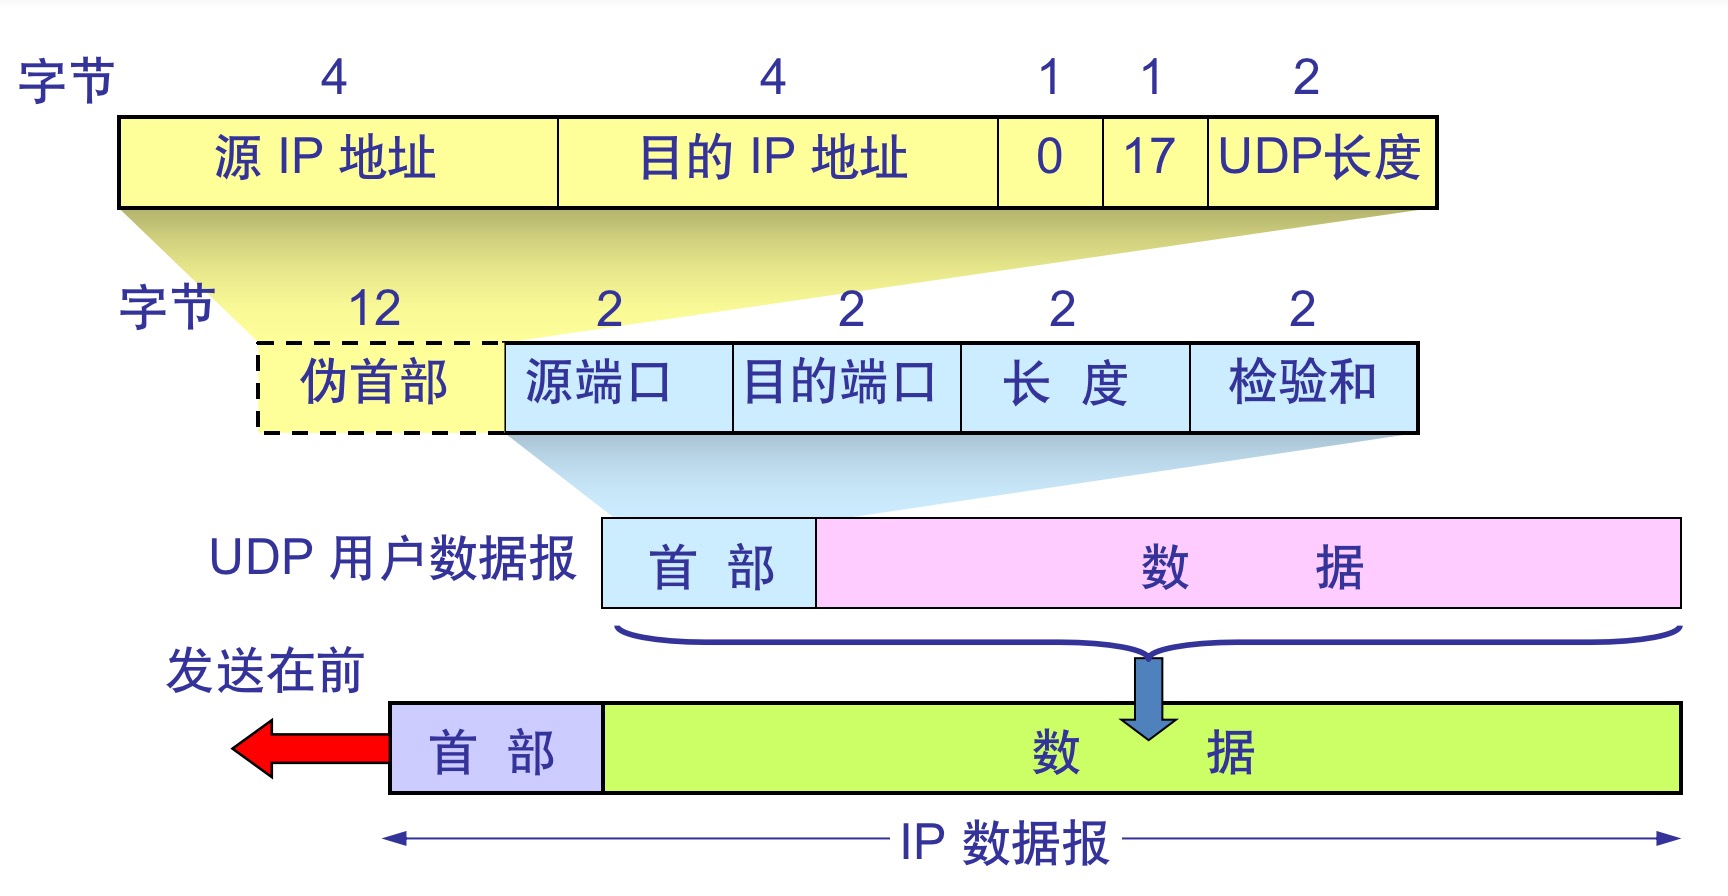 字节 4 4 1 1 2
源 IP 地址 目的 IP 地址 0 17 UDP长度
字节 12 2 2 2 2
伪首部 源端口 目的端口 长 度 检验和
UDP 用户数据报 首 部 数 据
发送在前
首 部 数 据
IP 数据报